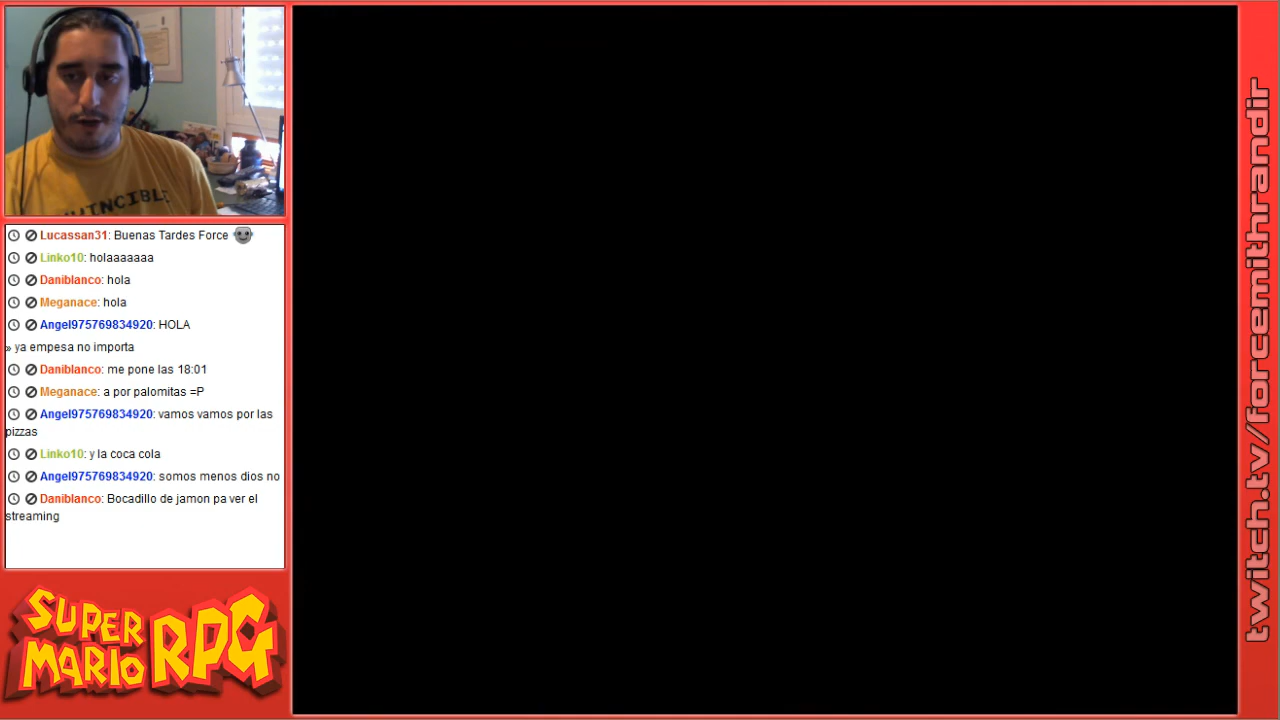 INVINCIBLE
Lucassan31: Buenas Tardes Force
Linko10: holaaaaaaa
Daniblanco: hola
Meganace: hola
Angel975769834920: HOLA
» ya empesa no importa
Daniblanco: me pone las 18:01
Meganace: a por palomitas =P
Angel975769834920: vamos vamos por las
pizzas
Linko10: y la coca cola
Angel975769834920: somos menos dios no
Daniblanco: Bocadillo de jamon pa ver el
streaming
SUPER
MARIO RPG
twitch.tv/forcemithrandir